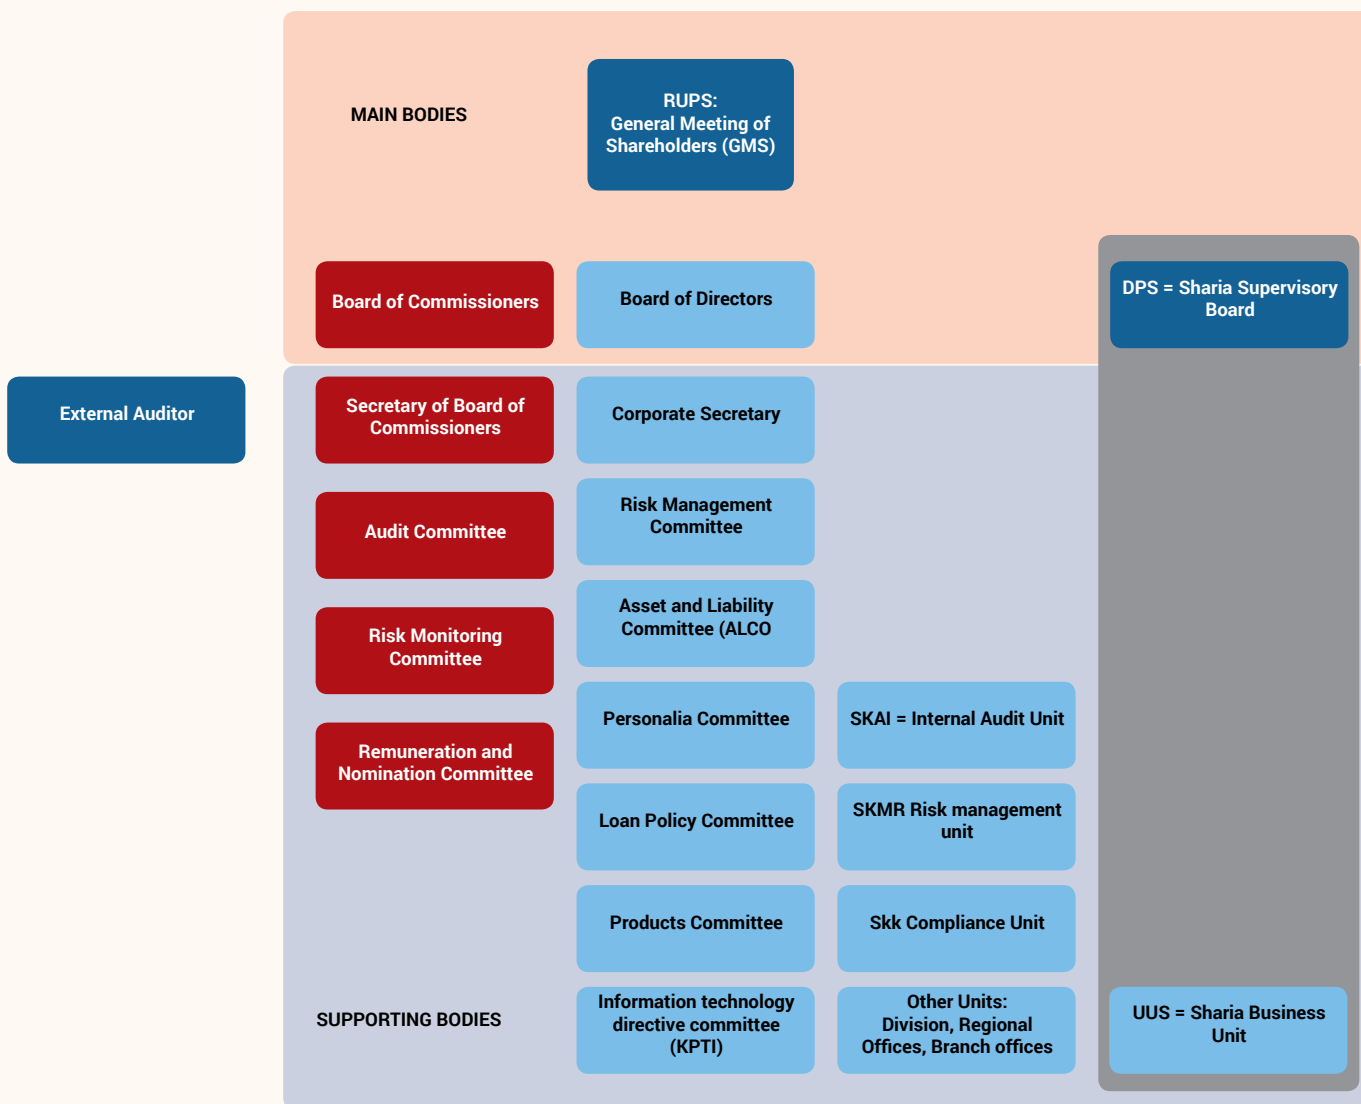 MAIN BODIES
RUPS:
General Meeting of
Shareholders (GMS)
Board of Commissioners
Board of Directors
DPS = Sharia Supervisory
Board
External Auditor
Secretary of Board of
Commissioners
Corporate Secretary
Audit Committee
Risk Management
Committee
Risk Monitoring
Committee
Asset and Liability
Committee (ALCO
Remuneration and
Nomination Committee
Personalia Committee
SKAI = Internal Audit Unit
Loan Policy Committee
SKMR Risk management
unit
Products Committee
Skk Compliance Unit
SUPPORTING BODIES
Information technology
directive committee
(KPTI)
Other Units:
Division, Regional
Offices, Branch offices
UUS = Sharia Business
Unit